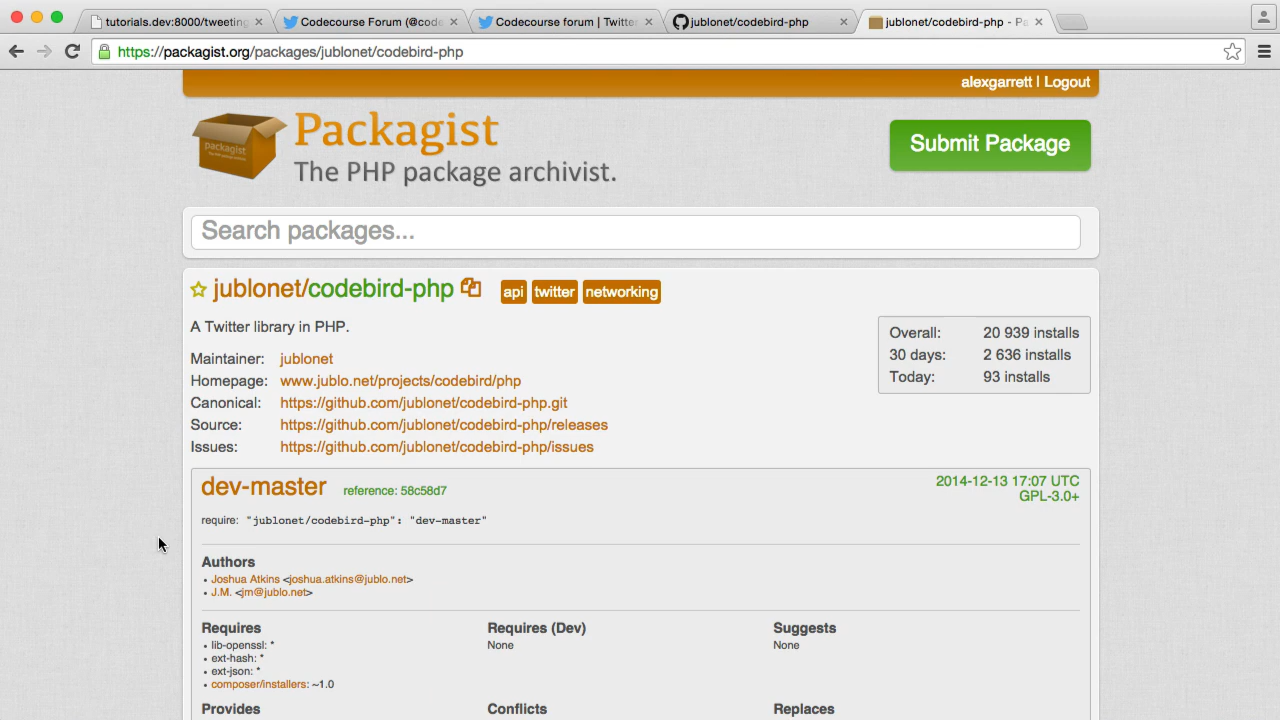 tutorials.dev:8000/tweeting
Codecourse Forum (@code
Codecourse forum | Twitter
jublonet/codebird-php
jublonet/codebird-php - Pa
https://packagist.org/packages/jublonet/codebird-php
alexgarrett | Logout
Packagist
packagist
The PHP package archivist.
Submit Package
Search packages...
jublonet/codebird-php
api twitter networking
A Twitter library in PHP.
Maintainer: jublonet
Homepage: www.jublo.net/projects/codebird/php
Canonical: https://github.com/jublonet/codebird-php.git
Source: https://github.com/jublonet/codebird-php/releases
Issues: https://github.com/jublonet/codebird-php/issues
Overall: 20 939 installs
30 days: 2 636 installs
Today: 93 installs
dev-master reference: 58c58d7
2014-12-13 17:07 UTC
GPL-3.0+
require: "jublonet/codebird-php": "dev-master"
Authors
• Joshua Atkins <joshua.atkins@jublo.net>
• J.M. <jm@jublo.net>
Requires
• lib-openssl: *
• ext-hash: *
• ext-json: *
• composer/installers: ~1.0
Requires (Dev)
None
Suggests
None
Provides
Conflicts
Replaces